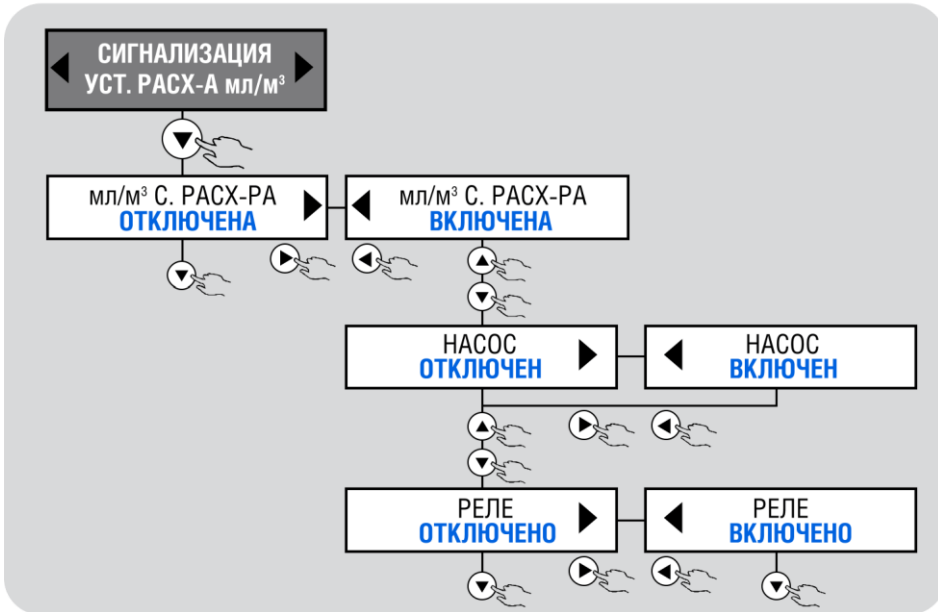 СИГНАЛИЗАЦИЯ
УСТ. РАСХ-А мл/м³
мл/м³ С. РАСХ-РА
ОТКЛЮЧЕНА
мл/м³ С. РАСХ-РА
ВКЛЮЧЕНА
НАСОС
ОТКЛЮЧЕН
НАСОС
ВКЛЮЧЕН
РЕЛЕ
ОТКЛЮЧЕНО
РЕЛЕ
ВКЛЮЧЕНО